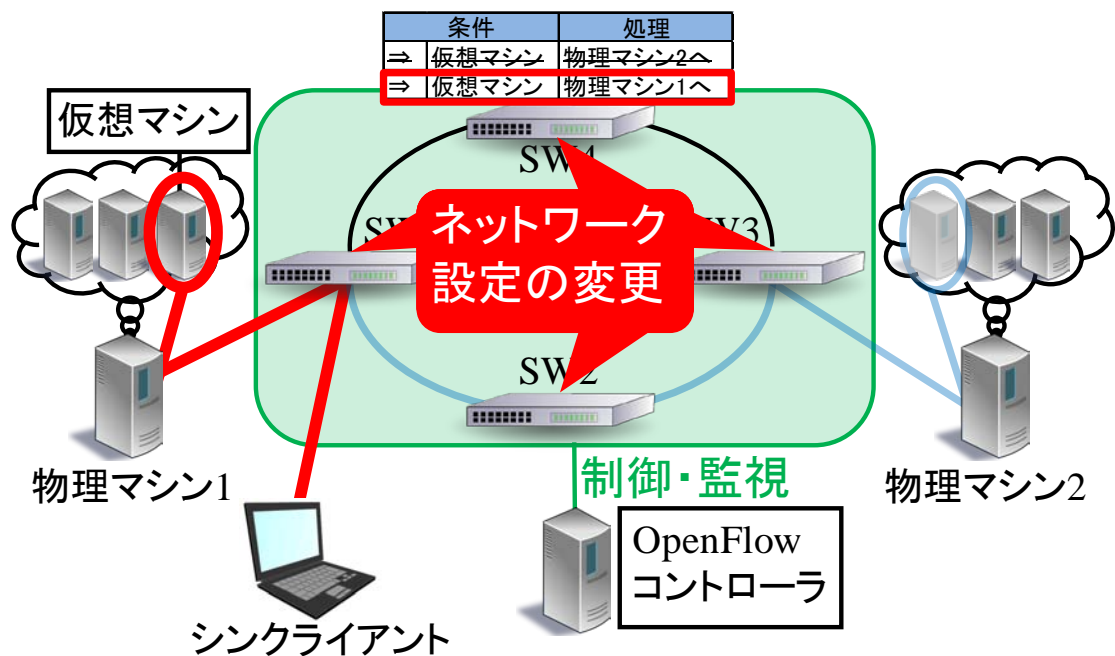 条件 処理
⇒ 仮想マシン 物理マシン2へ
⇒ 仮想マシン 物理マシン1へ
仮想マシン
SW4
ネットワーク
設定の変更
SW2
制御・監視
物理マシン1
物理マシン2
OpenFlow
コントローラ
シンクライアント